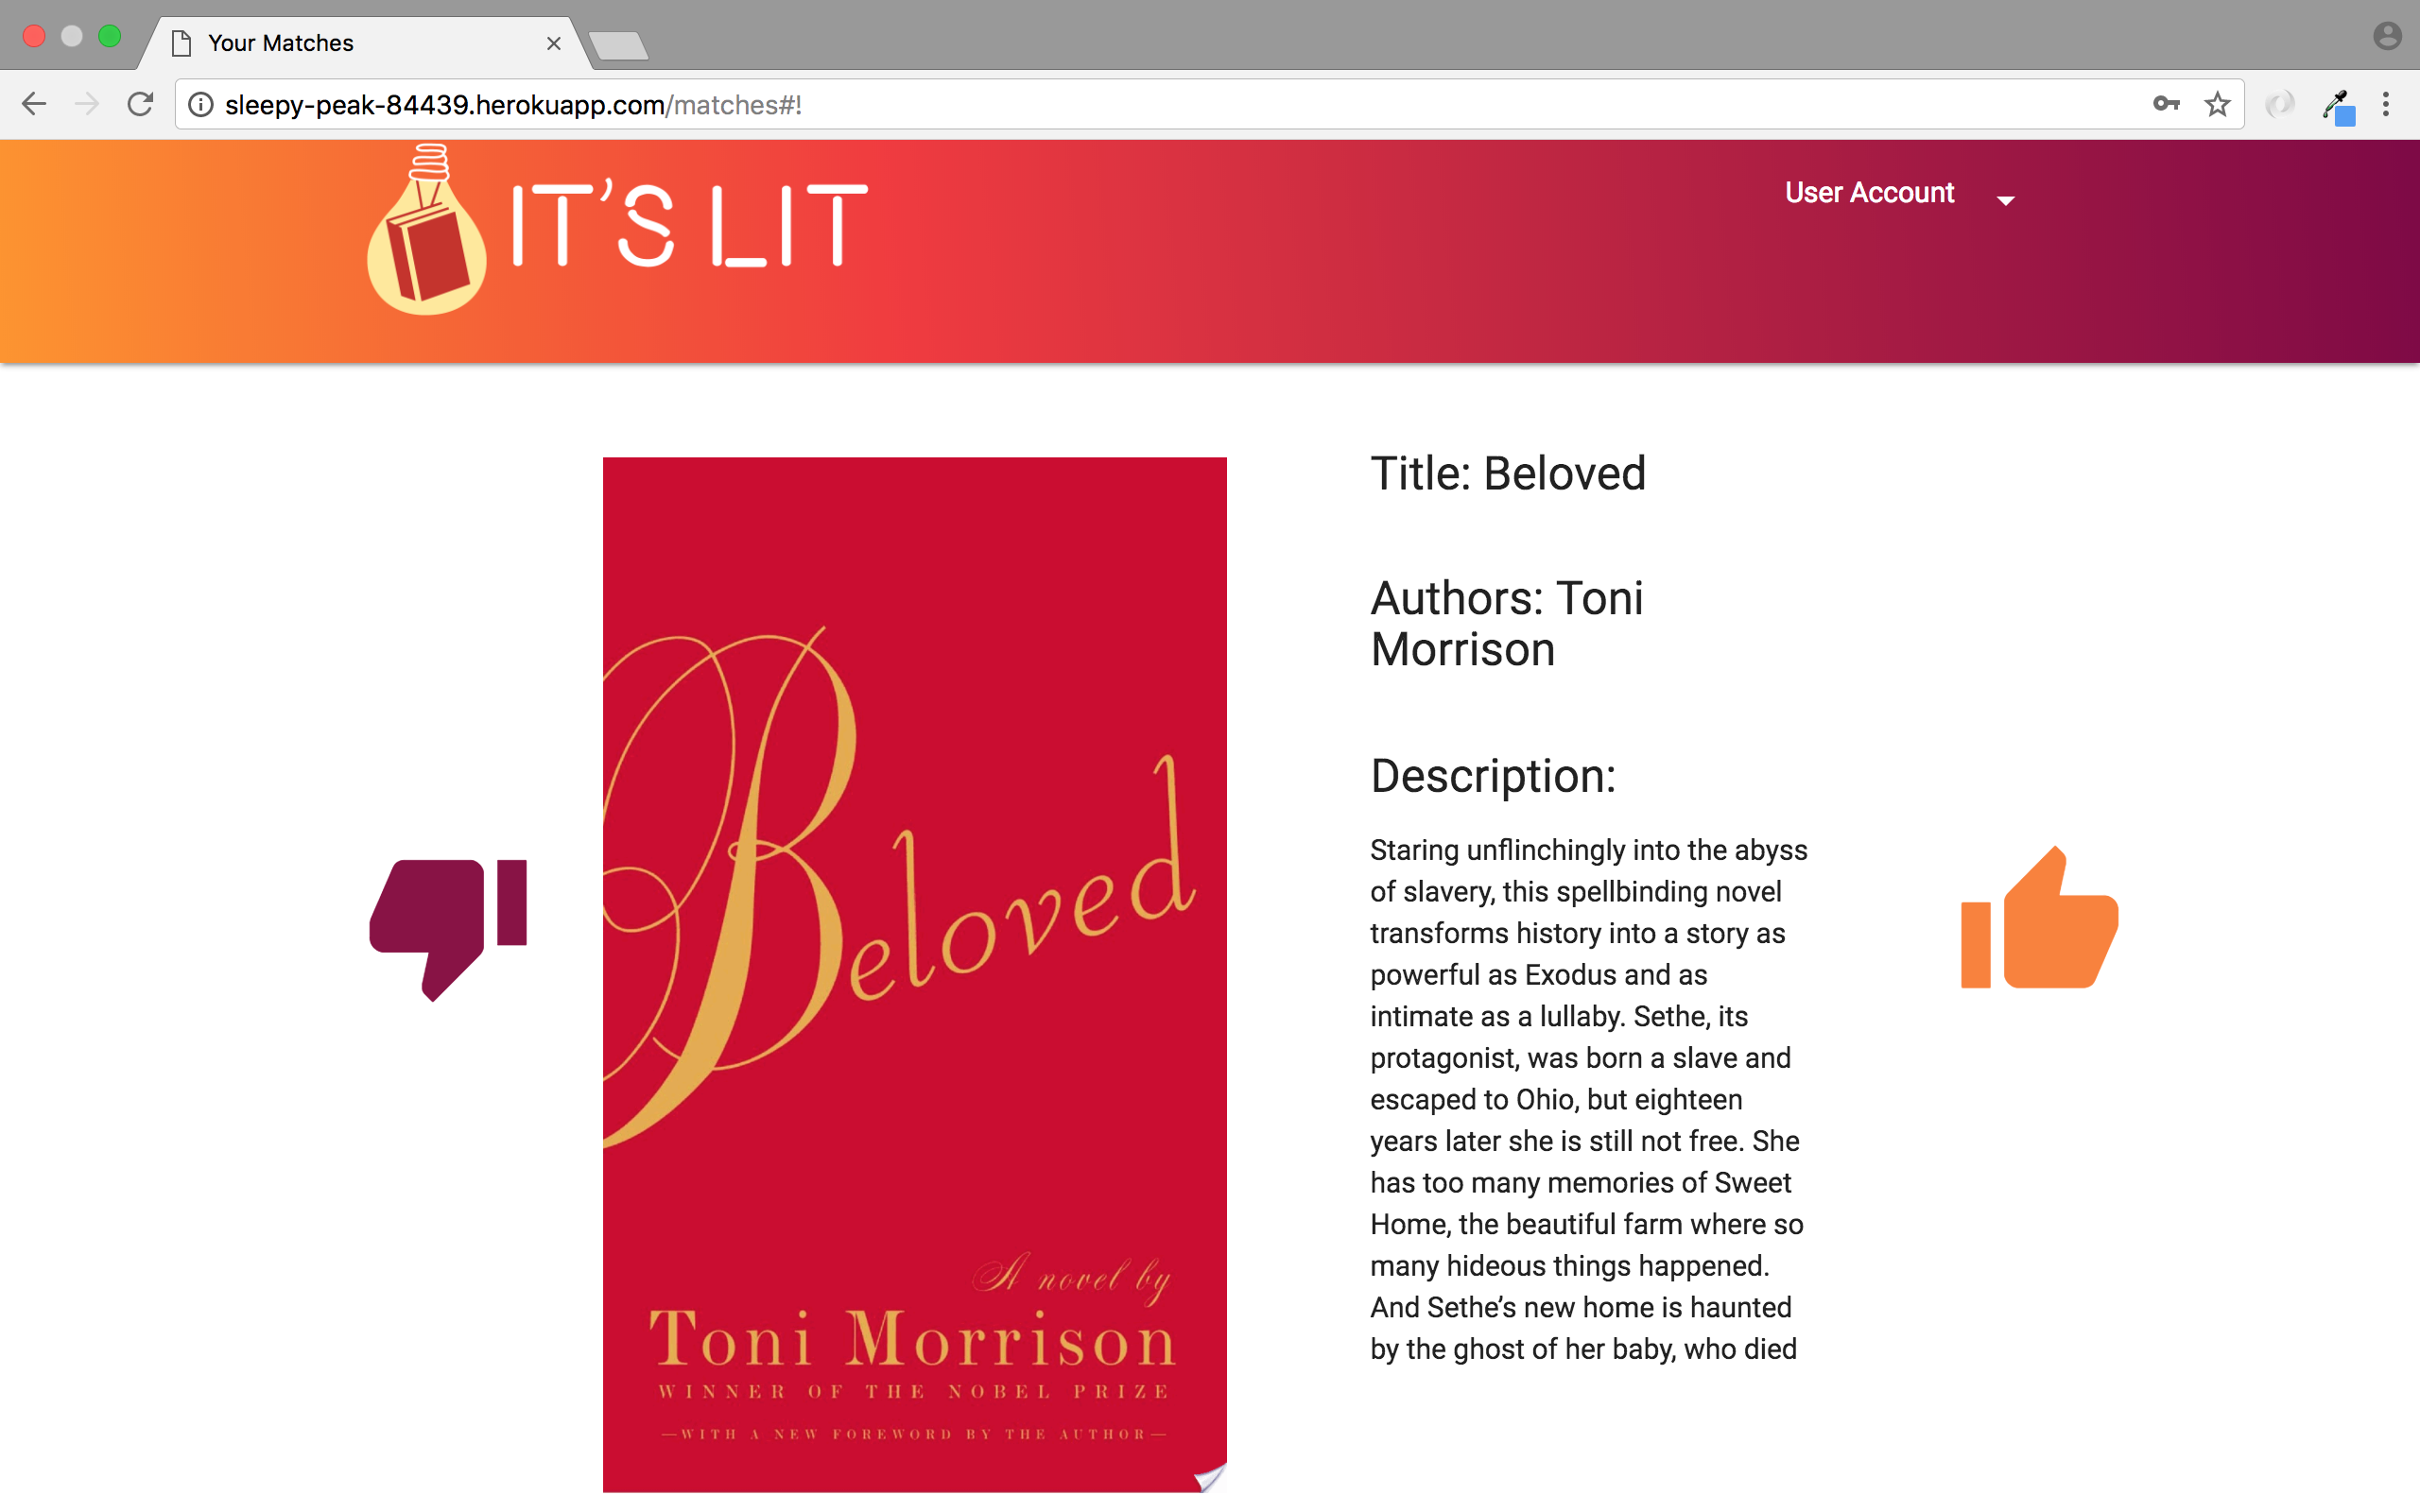 Your Matches
sleepy-peak-84439.herokuapp.com/matches#!
IT'S LIT
User Account
Beloved
A novel by
Toni Morrison
WINNER OF THE NOBEL PRIZE
—WITH A NEW FOREWORD BY THE AUTHOR—
Title: Beloved
Authors: Toni
Morrison
Description:
Staring unflinchingly into the abyss
of slavery, this spellbinding novel
transforms history into a story as
powerful as Exodus and as
intimate as a lullaby. Sethe, its
protagonist, was born a slave and
escaped to Ohio, but eighteen
years later she is still not free. She
has too many memories of Sweet
Home, the beautiful farm where so
many hideous things happened.
And Sethe’s new home is haunted
by the ghost of her baby, who died